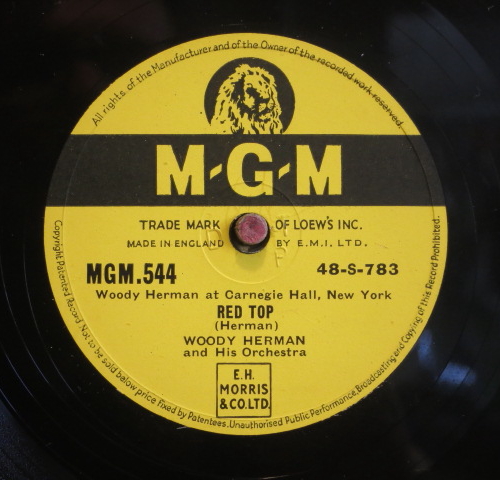 All rights of the Manufacturer and of the Owner of the recorded work reserved.
M-G-M
TRADE MARK OF LOEW'S INC.
MADE IN ENGLAND BY E.M.I. LTD.
MGM.544 48-S-783
Woody Herman at Carnegie Hall, New York
RED TOP
(Herman)
WOODY HERMAN
and His Orchestra
E.H.
MORRIS
& CO. LTD.
Copyright Patented Record Not to be sold below price fixed by Patentees. Unauthorised Public Performance, Broadcasting and Copying of this Record Prohibited.